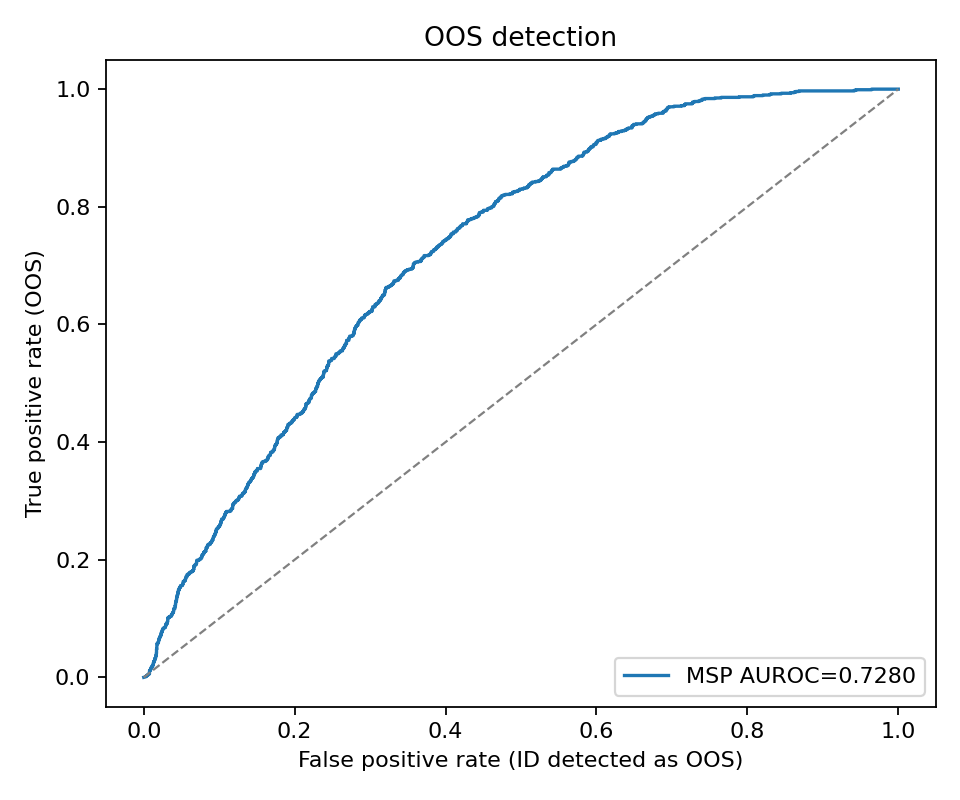 OOS detection
True positive rate (OOS)
1.0
0.8
0.6
0.4
0.2
0.0
0.0 0.2 0.4 0.6 0.8 1.0
False positive rate (ID detected as OOS)
MSP AUROC=0.7280